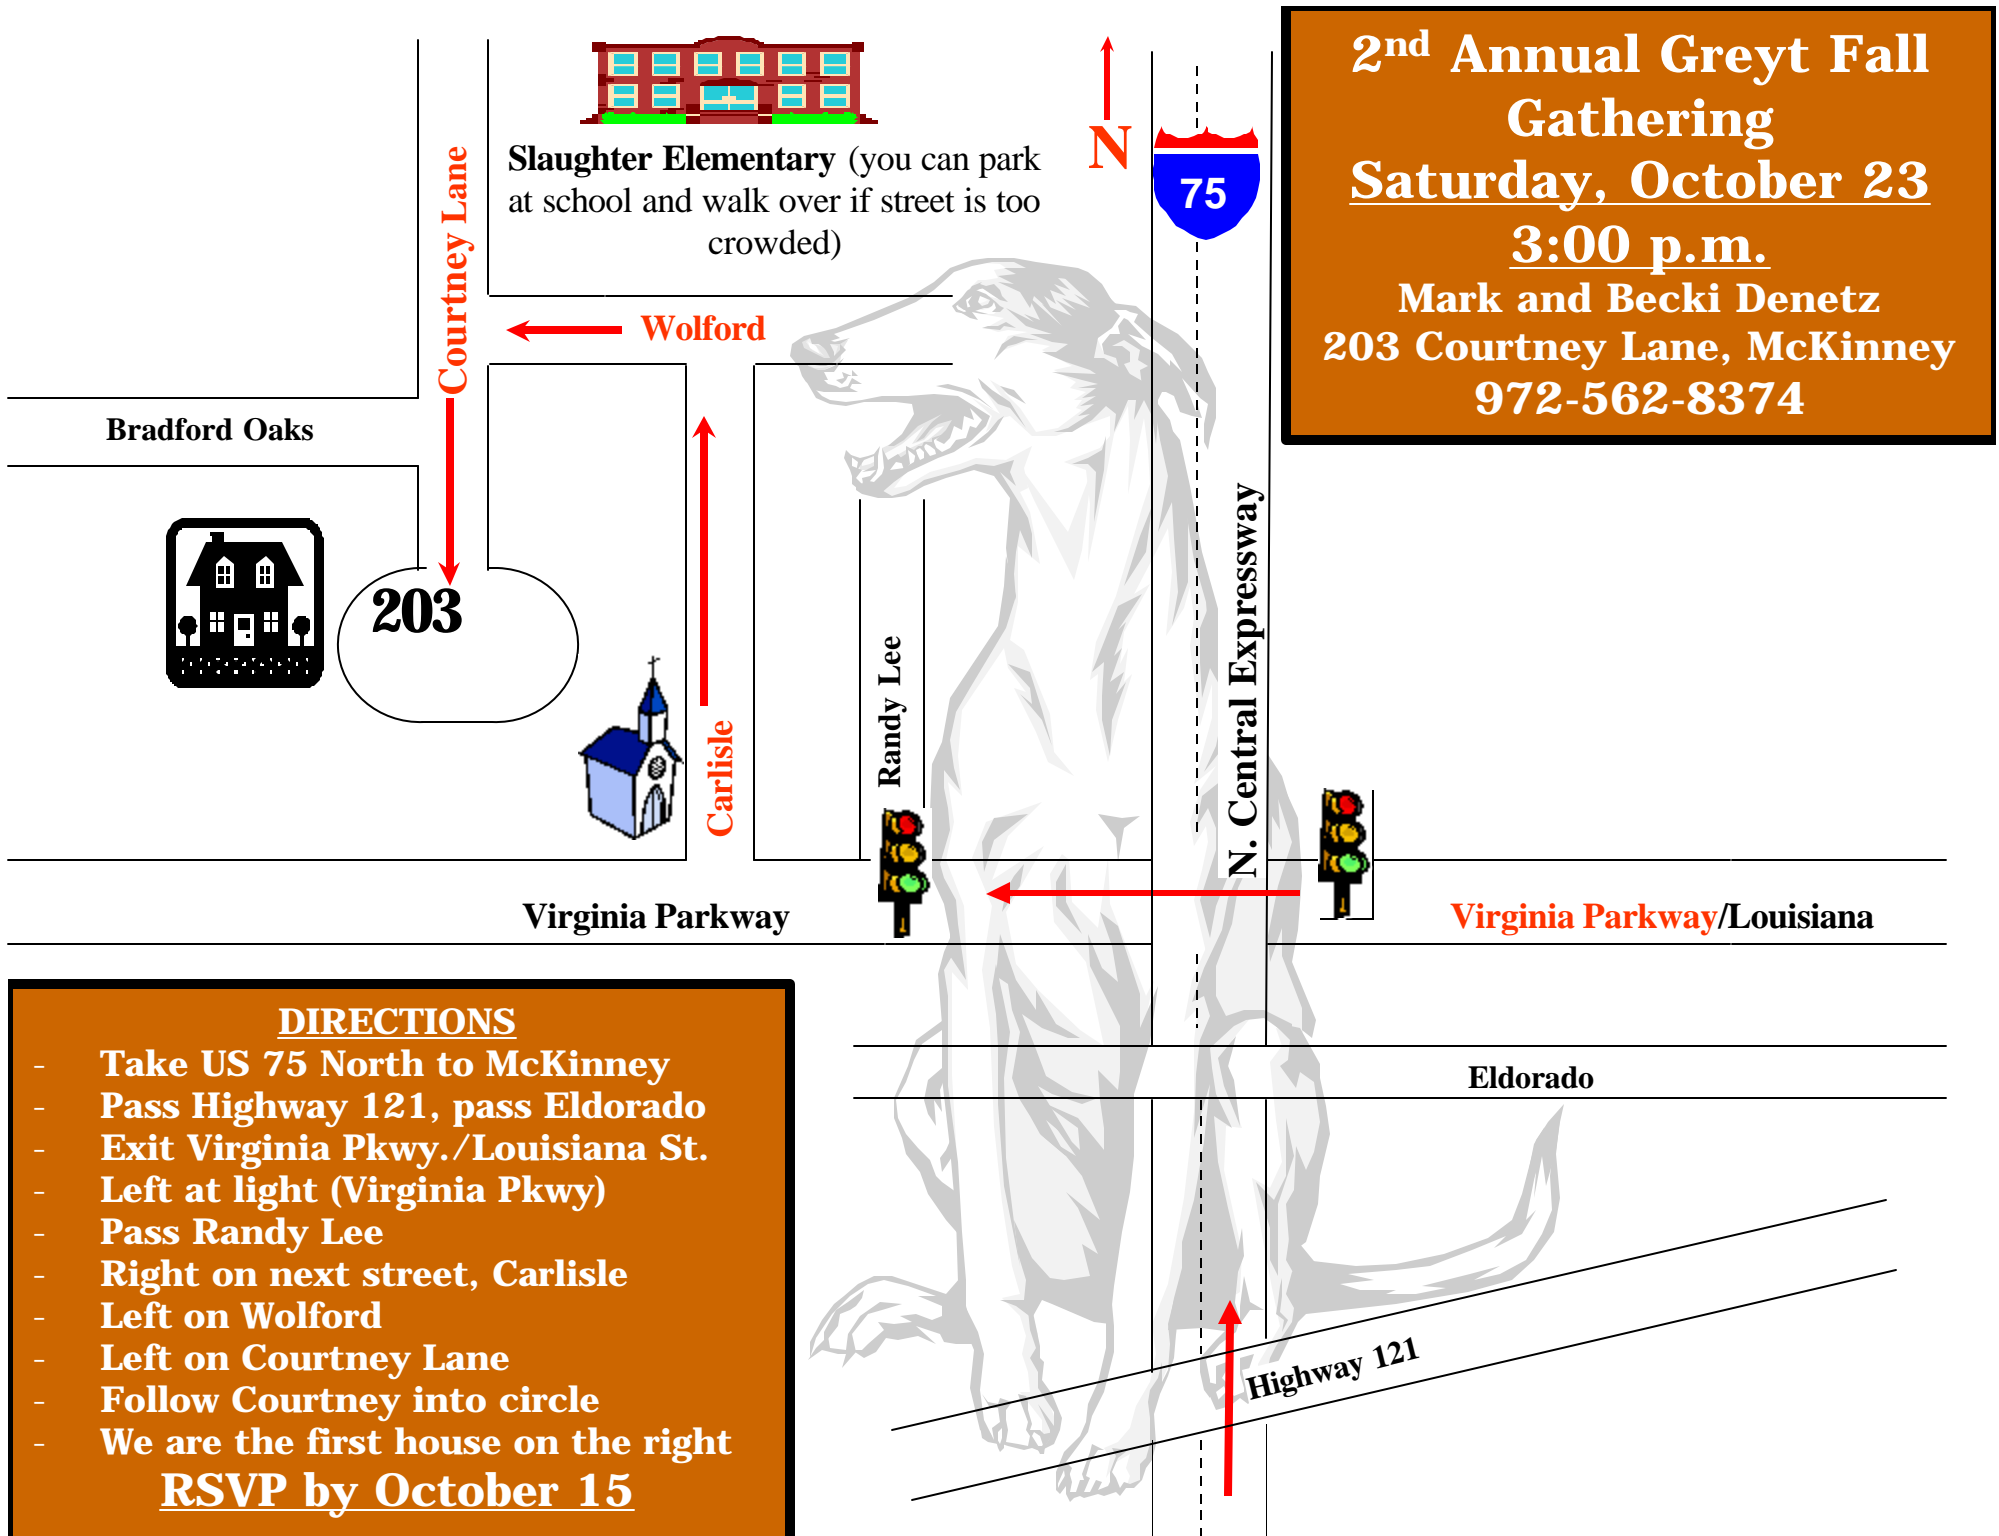 2nd Annual Greyt Fall
Gathering
Saturday, October 23
3:00 p.m.
Mark and Becki Denetz
203 Courtney Lane, McKinney
972-562-8374
N
75
Slaughter Elementary (you can park
at school and walk over if street is too
crowded)
Courtney Lane
Wolford
Bradford Oaks
203
Carlisle
Randy Lee
N. Central Expressway
Virginia Parkway
Virginia Parkway/Louisiana
Eldorado
Highway 121
DIRECTIONS
- Take US 75 North to McKinney
- Pass Highway 121, pass Eldorado
- Exit Virginia Pkwy./Louisiana St.
- Left at light (Virginia Pkwy)
- Pass Randy Lee
- Right on next street, Carlisle
- Left on Wolford
- Left on Courtney Lane
- Follow Courtney into circle
- We are the first house on the right
RSVP by October 15